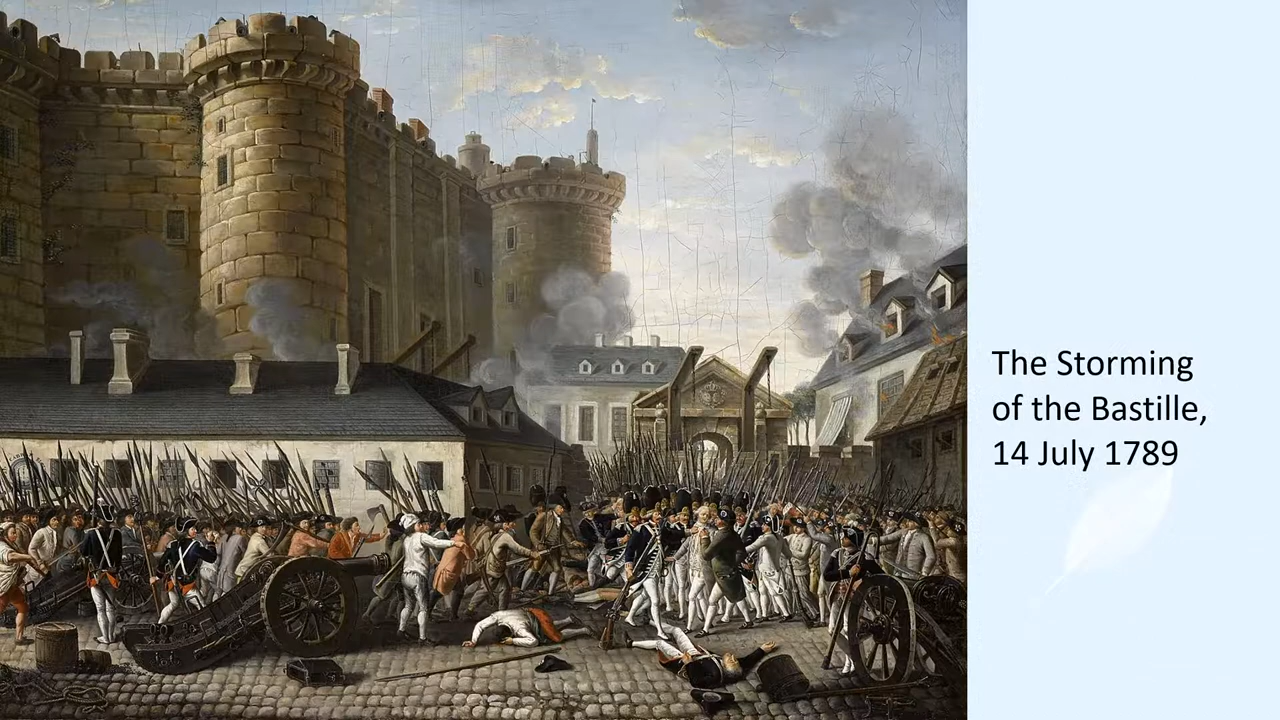 The Storming
of the Bastille,
14 July 1789